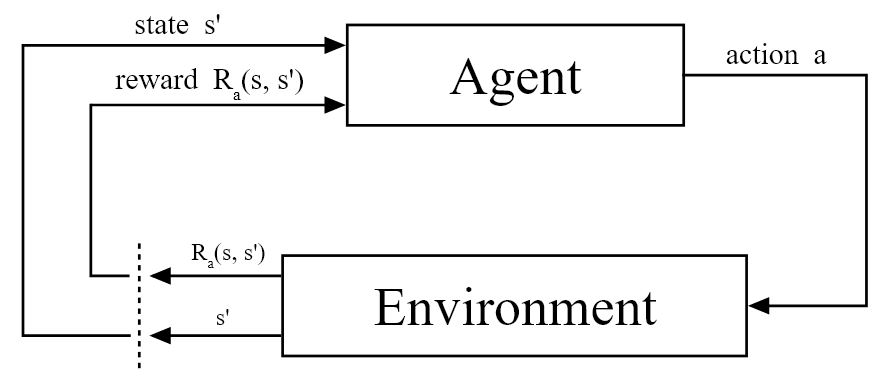 state s'
reward R_a(s, s')
Agent
action a
R_a(s, s')
s'
Environment